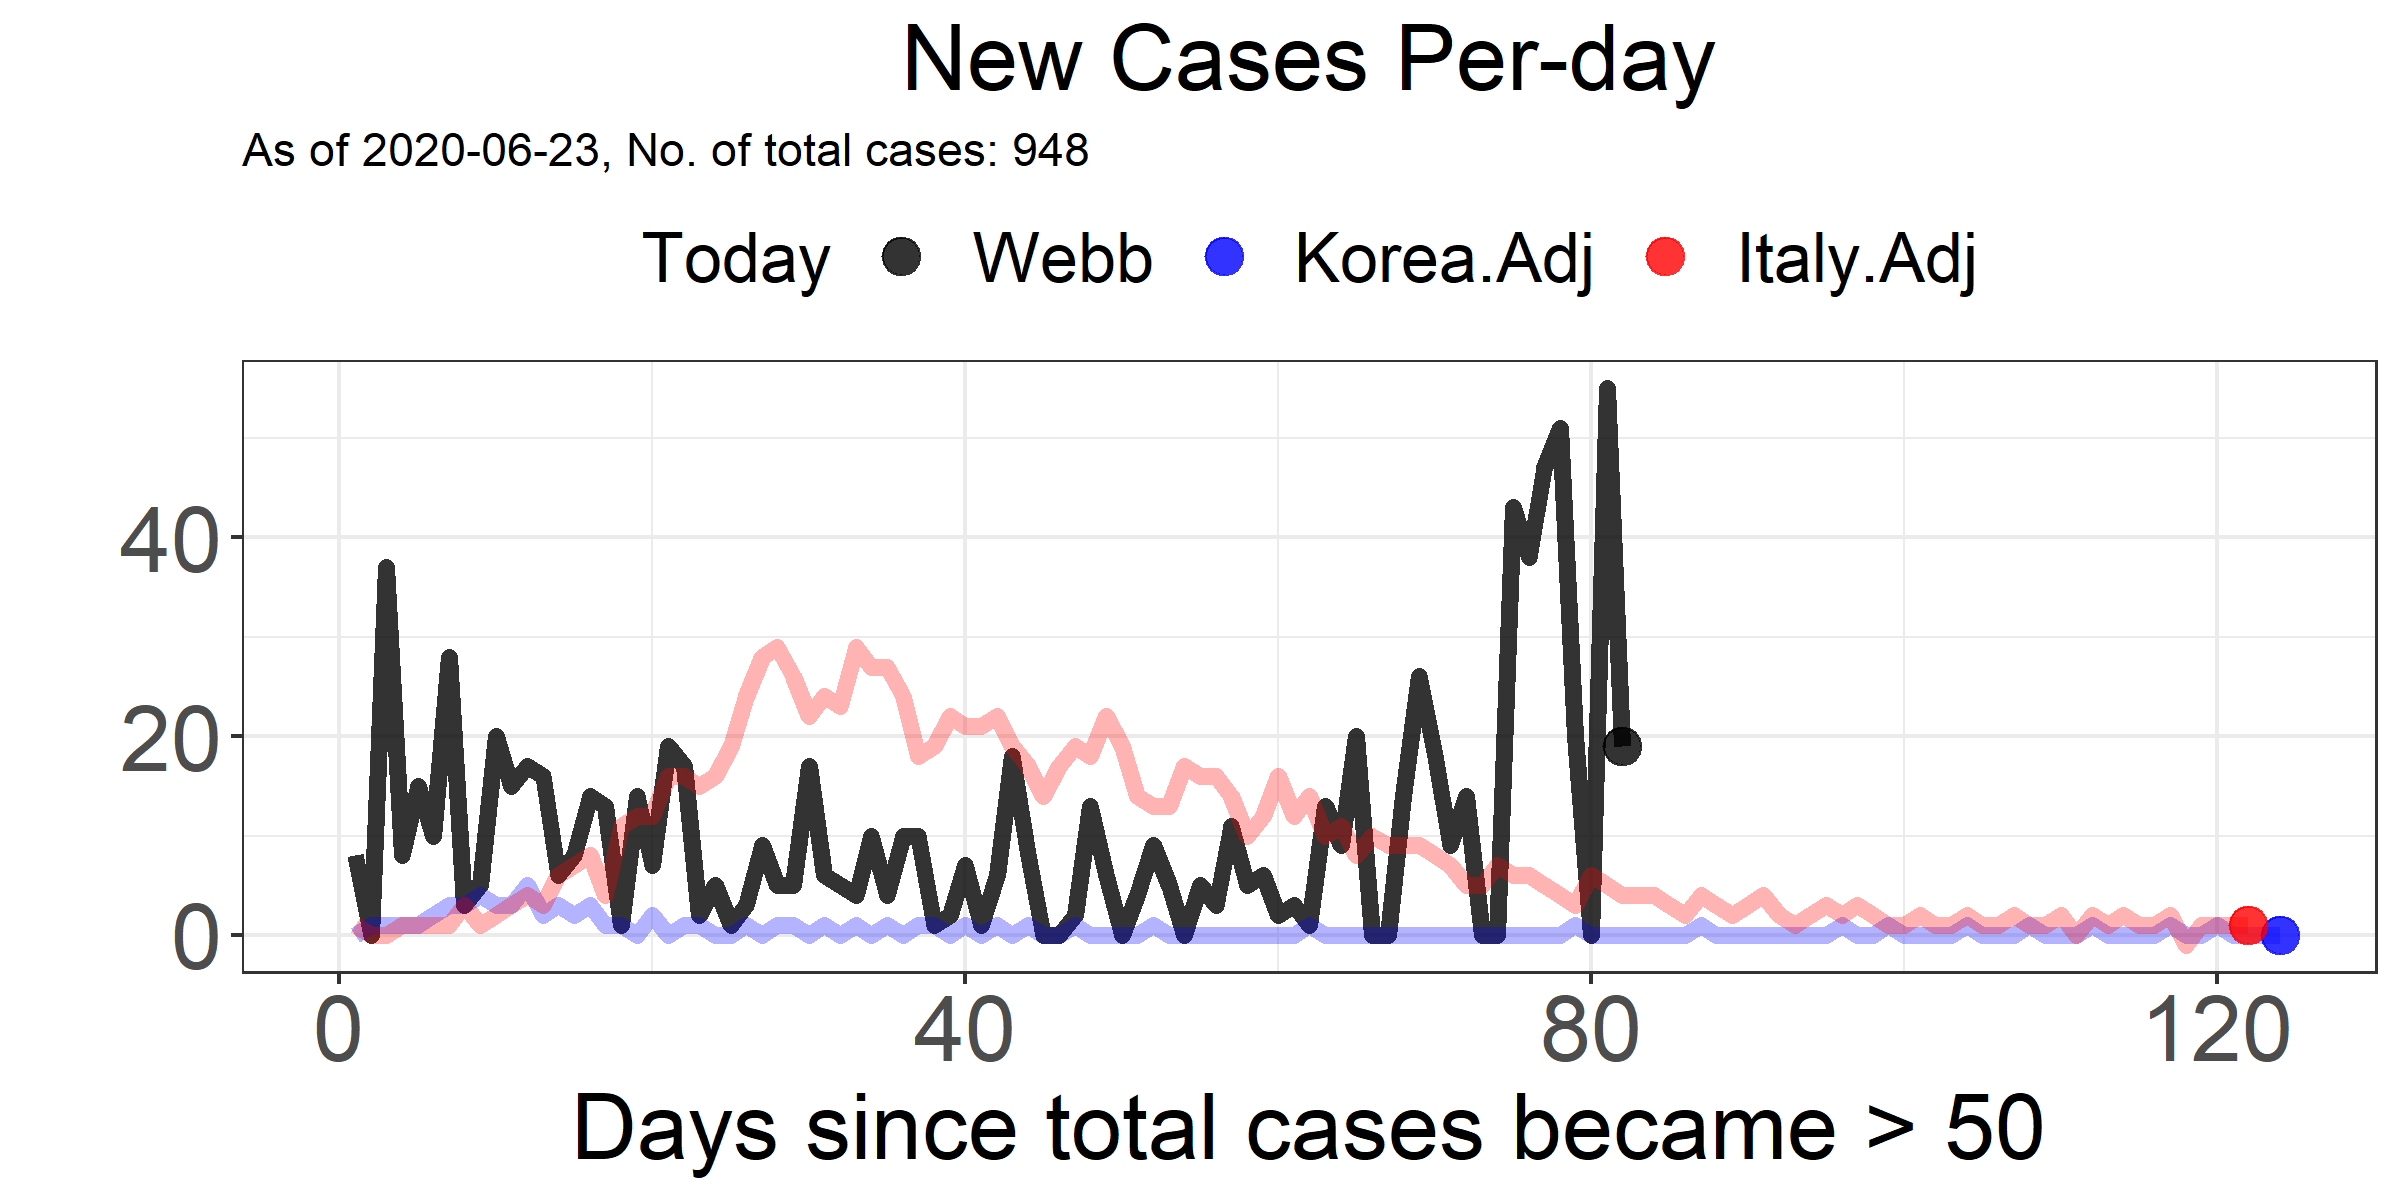 New Cases Per-day
As of 2020-06-23, No. of total cases: 948
Today Webb Korea.Adj Italy.Adj
40
20
0
0 40 80 120
Days since total cases became > 50